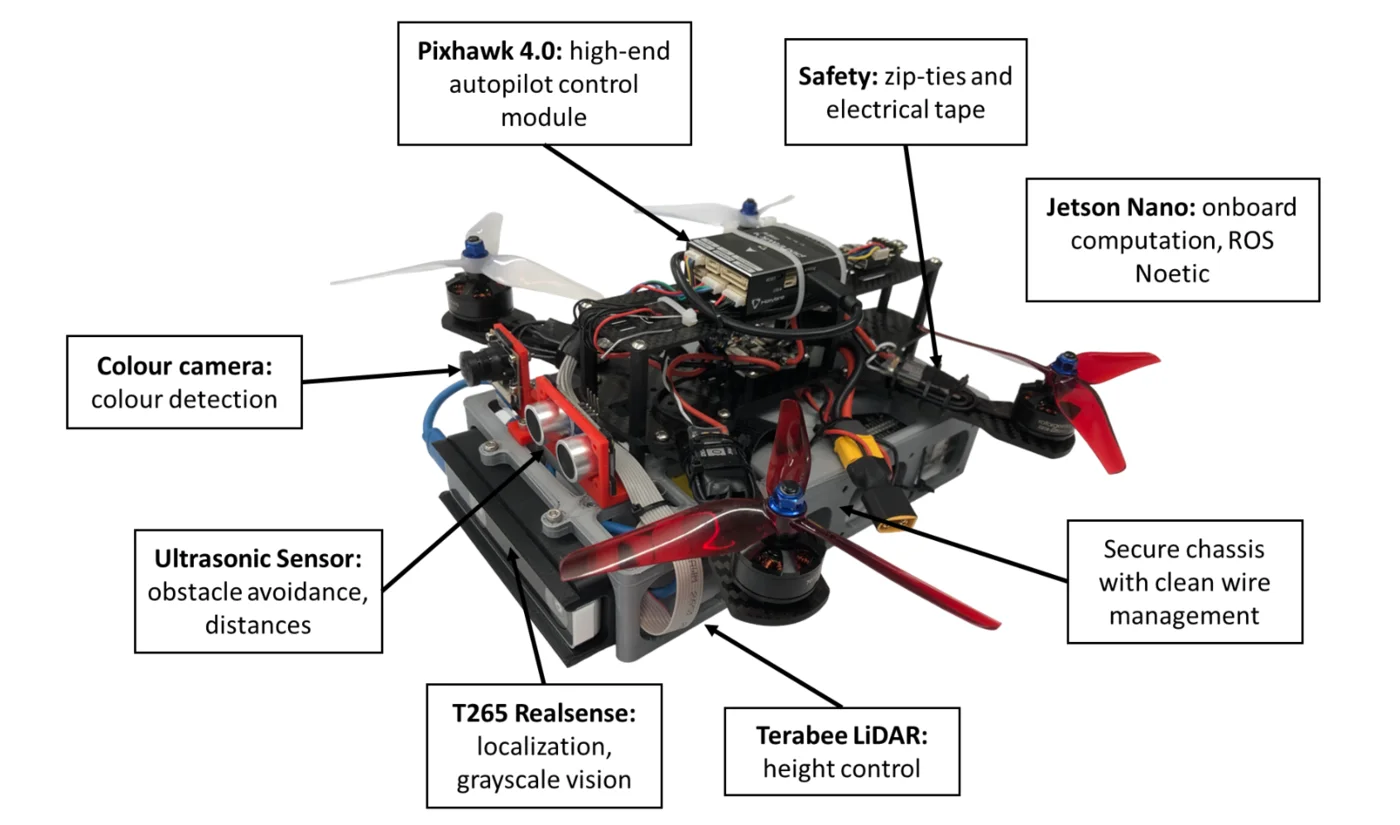 Pixhawk 4.0: high-end
autopilot control
module
Safety: zip-ties and
electrical tape
Jetson Nano: onboard
computation, ROS
Noetic
Colour camera:
colour detection
Ultrasonic Sensor:
obstacle avoidance,
distances
Secure chassis
with clean wire
management
T265 Realsense:
localization,
grayscale vision
Terabee LiDAR:
height control